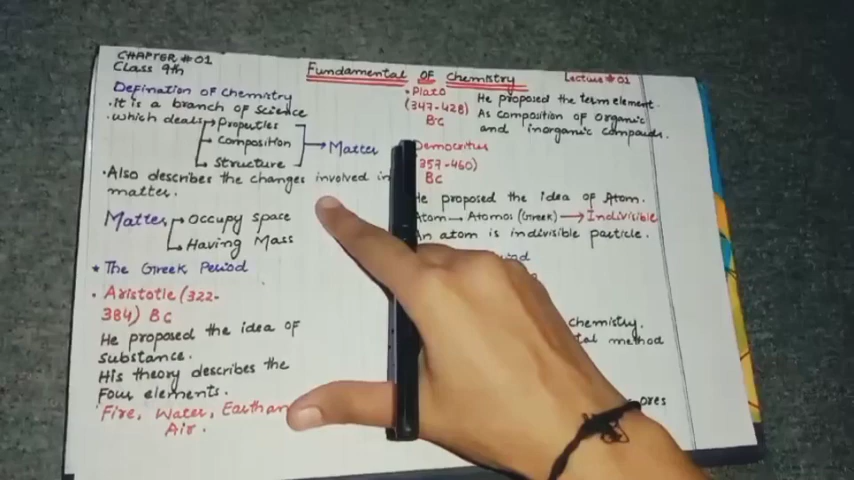 CHAPTER # 01
Class 9th
Fundamental OF Chemistry
Lecture # 01
Defination OF Chemistry
• It is a branch of Science
• which deals → Properties
→ Composition
→ Structure
→ Matter
• Also describes the changes involved in
matter.
Matter → Occupy space
→ Having Mass
* The Greek Period
• Aristotle (322-
384) BC
He proposed the idea of
substance.
His theory describes the
Four elements.
Fire, Water, Earth an
Air.
• Plato
(347-428)
BC
He proposed the term element.
As composition of organic
and inorganic compounds.
Democritus
357-460)
BC
He proposed the idea of Atom.
Atom → Atomos (Greek) → Indivisible
An atom is indivisible particle.
chemistry.
method